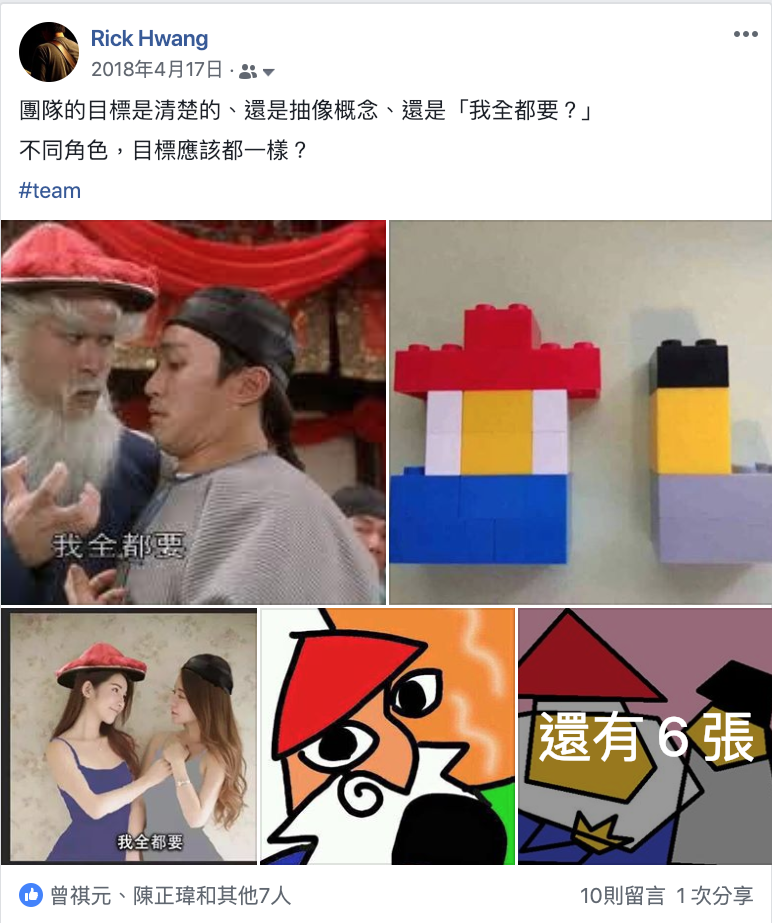 Rick Hwang
2018年4月17日 ·
團隊的目標是清楚的、還是抽像概念、還是「我全都要？」
不同角色，目標應該都一樣？
#team
我全都要
我全都要
還有 6 張
曾祺元、陳正瑋和其他7人
10則留言 1 次分享